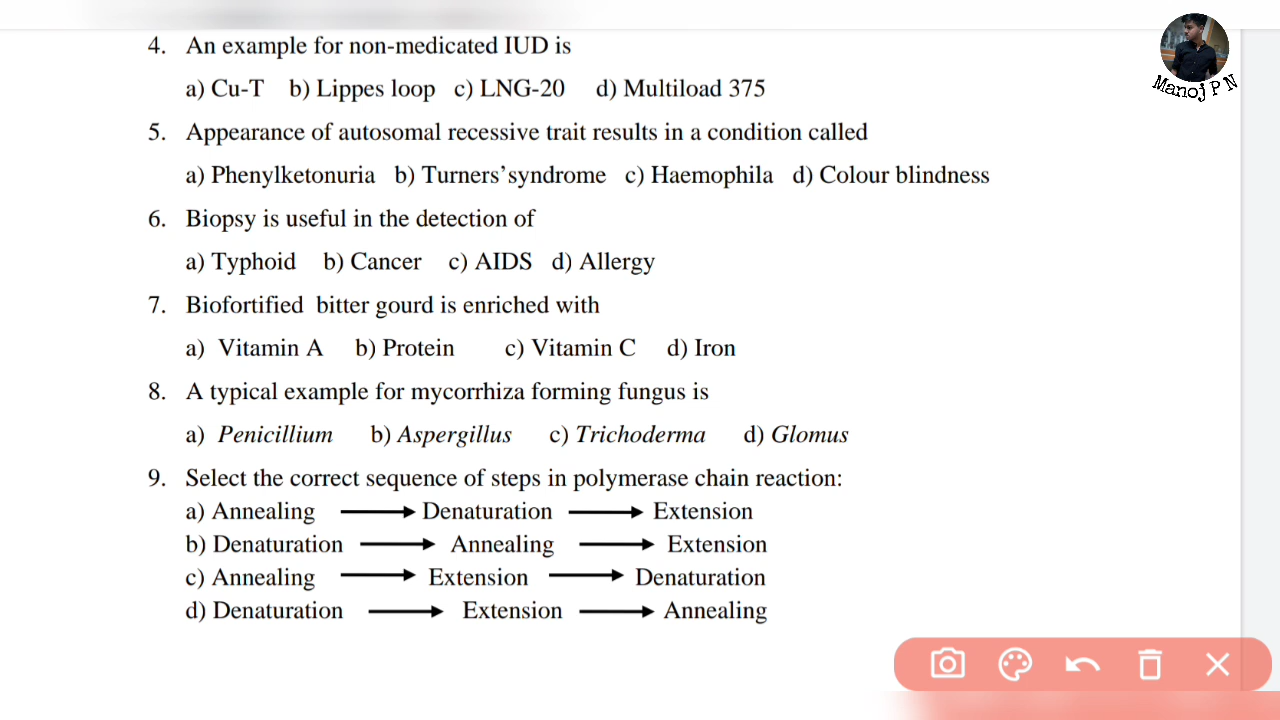 Manoj P N
4. An example for non-medicated IUD is
a) Cu-T b) Lippes loop c) LNG-20 d) Multiload 375
5. Appearance of autosomal recessive trait results in a condition called
a) Phenylketonuria b) Turners’syndrome c) Haemophila d) Colour blindness
6. Biopsy is useful in the detection of
a) Typhoid b) Cancer c) AIDS d) Allergy
7. Biofortified bitter gourd is enriched with
a) Vitamin A b) Protein c) Vitamin C d) Iron
8. A typical example for mycorrhiza forming fungus is
a) Penicillium b) Aspergillus c) Trichoderma d) Glomus
9. Select the correct sequence of steps in polymerase chain reaction:
a) Annealing → Denaturation → Extension
b) Denaturation → Annealing → Extension
c) Annealing → Extension → Denaturation
d) Denaturation → Extension → Annealing